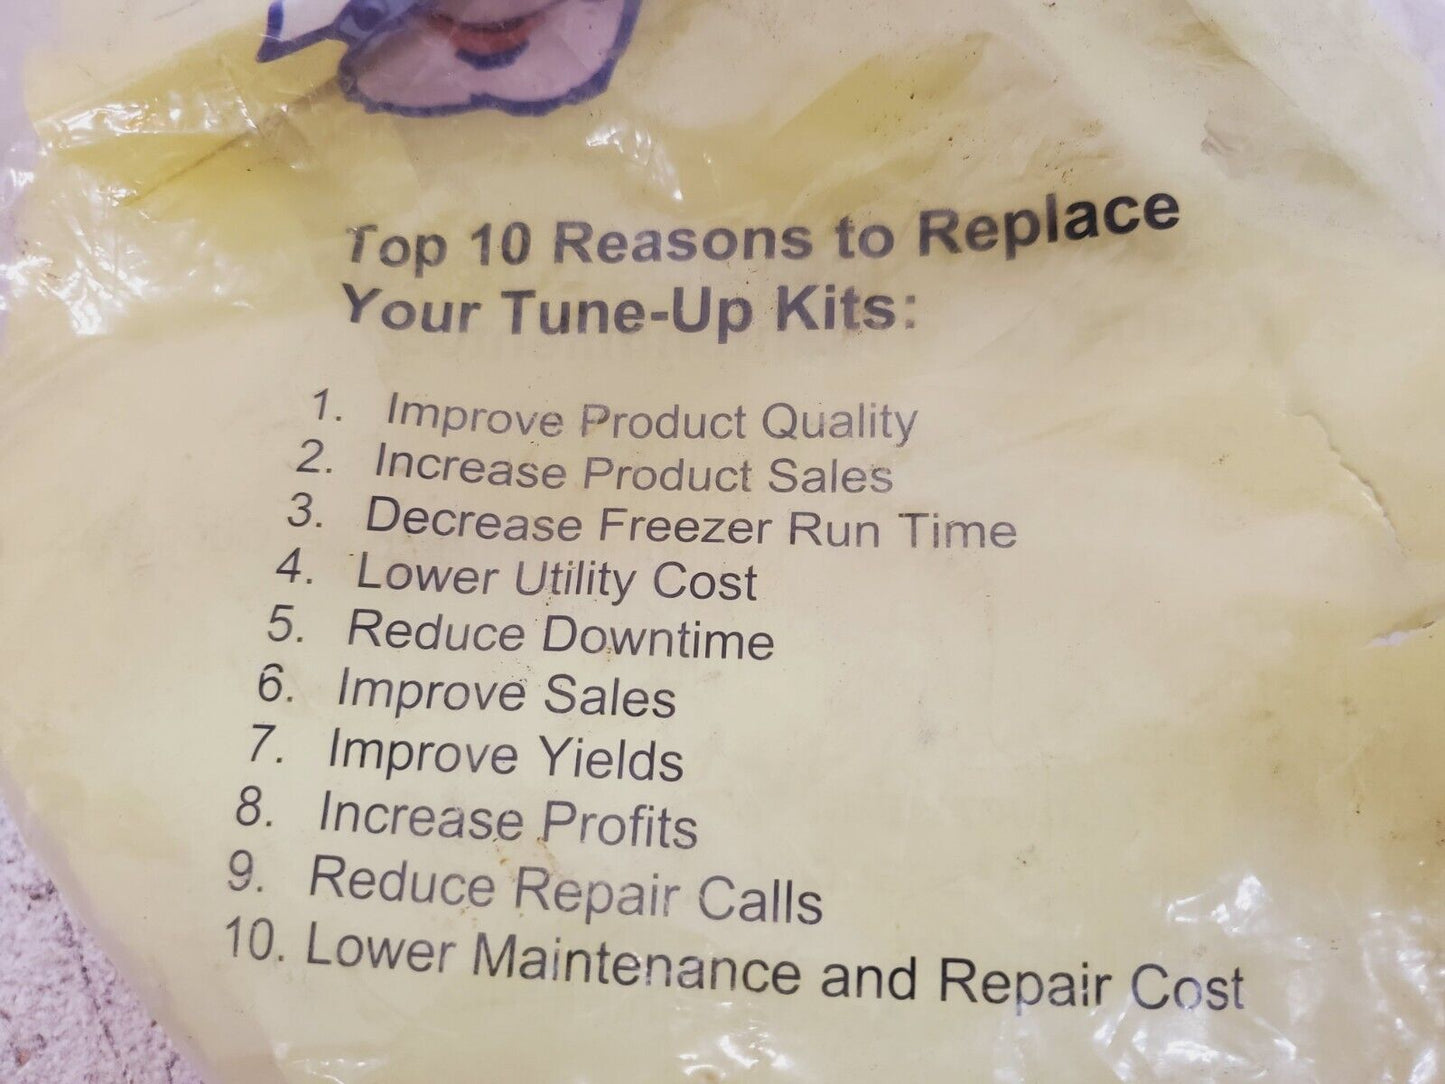 Top 10 Reasons to Replace
Your Tune-Up Kits:
1. Improve Product Quality
2. Increase Product Sales
3. Decrease Freezer Run Time
4. Lower Utility Cost
5. Reduce Downtime
6. Improve Sales
7. Improve Yields
8. Increase Profits
9. Reduce Repair Calls
10. Lower Maintenance and Repair Cost